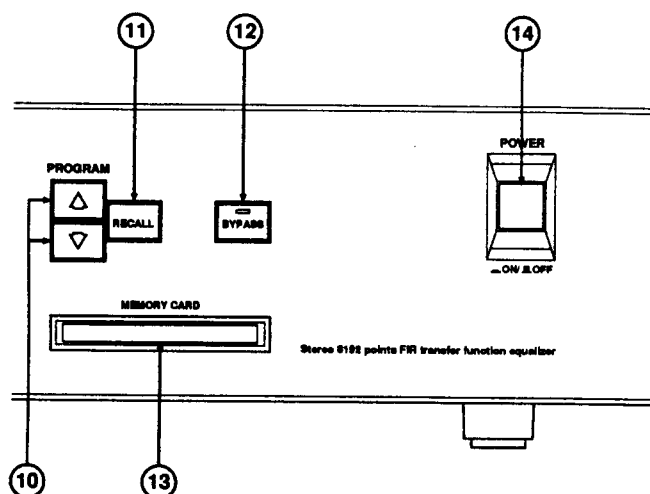 11
12
14
PROGRAM
RECALL
BYPASS
POWER
ON/ OFF
MEMORY CARD
Stereo 8192 points FIR transfer function equalizer
10
13